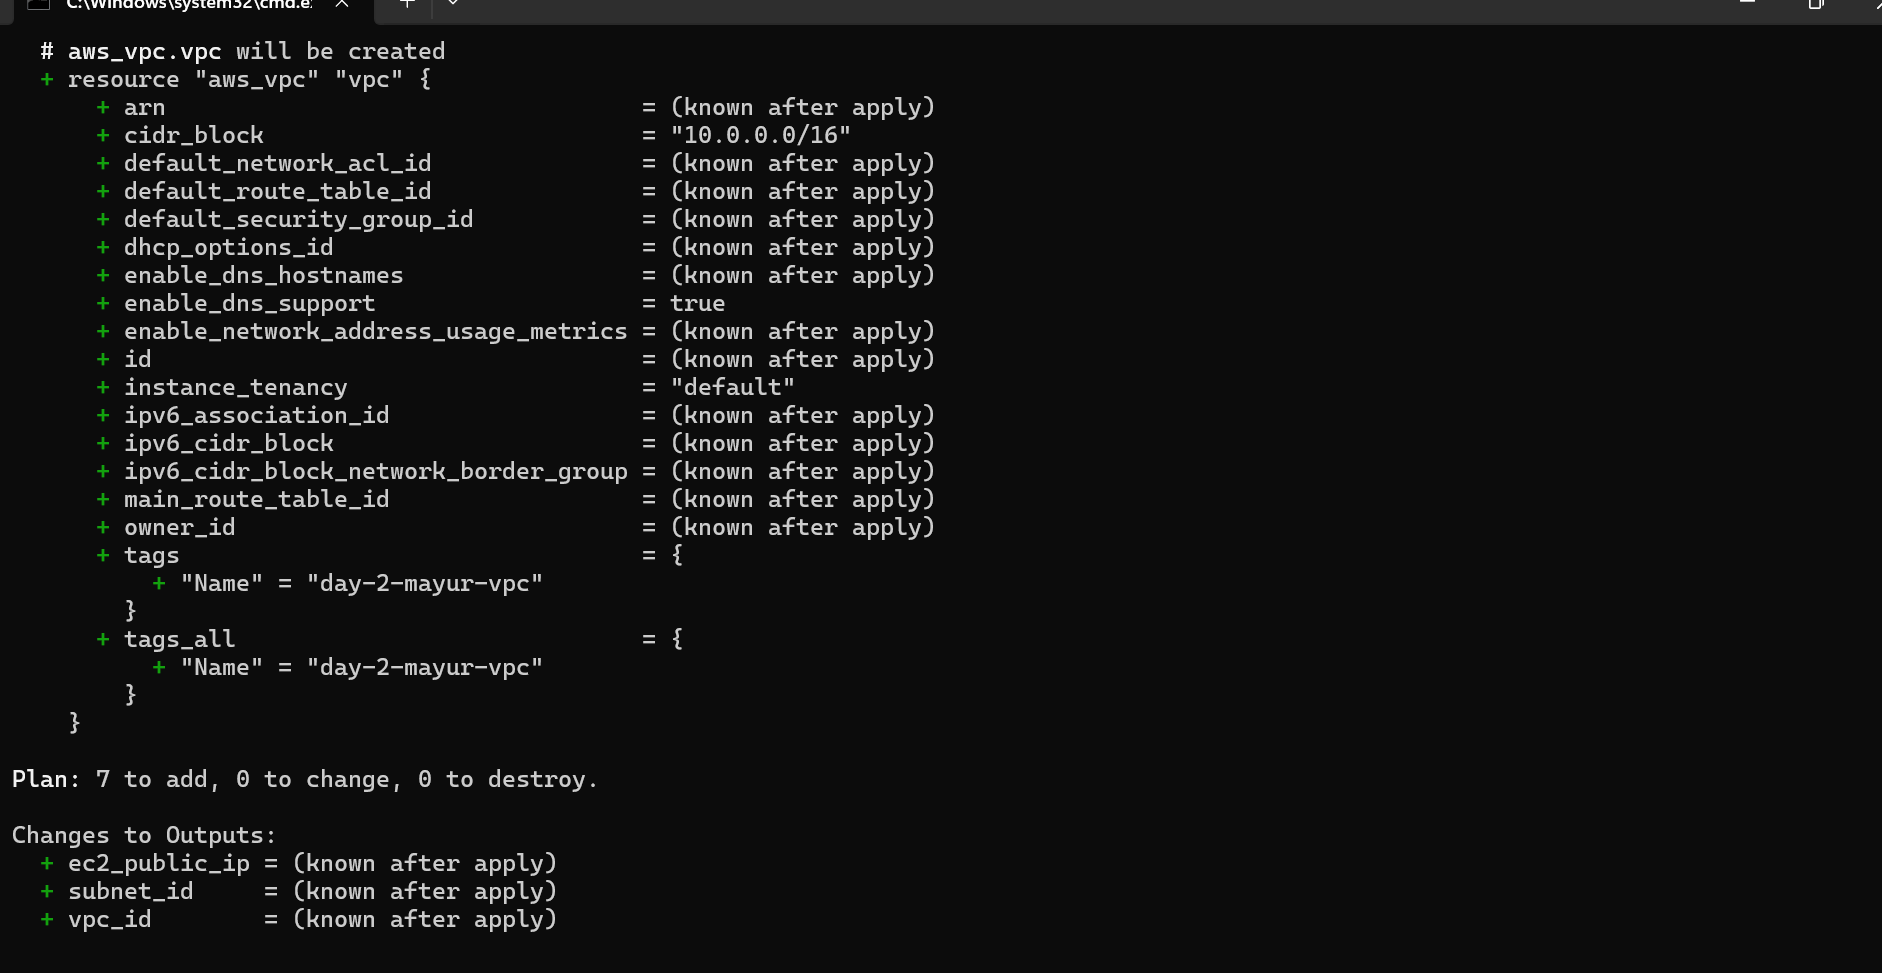 C:\Windows\system32\cmd.e
# aws_vpc.vpc will be created
+ resource "aws_vpc" "vpc" {
+ arn = (known after apply)
+ cidr_block = "10.0.0.0/16"
+ default_network_acl_id = (known after apply)
+ default_route_table_id = (known after apply)
+ default_security_group_id = (known after apply)
+ dhcp_options_id = (known after apply)
+ enable_dns_hostnames = (known after apply)
+ enable_dns_support = true
+ enable_network_address_usage_metrics = (known after apply)
+ id = (known after apply)
+ instance_tenancy = "default"
+ ipv6_association_id = (known after apply)
+ ipv6_cidr_block = (known after apply)
+ ipv6_cidr_block_network_border_group = (known after apply)
+ main_route_table_id = (known after apply)
+ owner_id = (known after apply)
+ tags = {
+ "Name" = "day-2-mayur-vpc"
}
+ tags_all = {
+ "Name" = "day-2-mayur-vpc"
}
}
Plan: 7 to add, 0 to change, 0 to destroy.
Changes to Outputs:
+ ec2_public_ip = (known after apply)
+ subnet_id = (known after apply)
+ vpc_id = (known after apply)